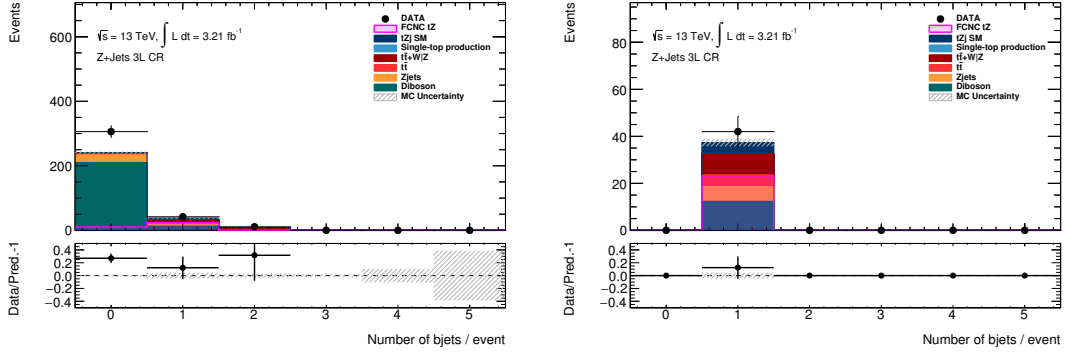 Events
600
400
200
0
√s = 13 TeV, ∫ L dt = 3.21 fb⁻¹
Z+Jets 3L CR
DATA
FCNC tZ
tZj SM
Single-top production
tt̄+W|Z
tt̄
Zjets
Diboson
MC Uncertainty
Data/Pred.-1
0.4
0.2
0.0
−0.2
−0.4
0 1 2 3 4 5
Number of bjets / event
Events
80
60
40
20
0
√s = 13 TeV, ∫ L dt = 3.21 fb⁻¹
Z+Jets 3L CR
DATA
FCNC tZ
tZj SM
Single-top production
tt̄+W|Z
tt̄
Zjets
Diboson
MC Uncertainty
Data/Pred.-1
0.4
0.2
0.0
−0.2
−0.4
0 1 2 3 4 5
Number of bjets / event